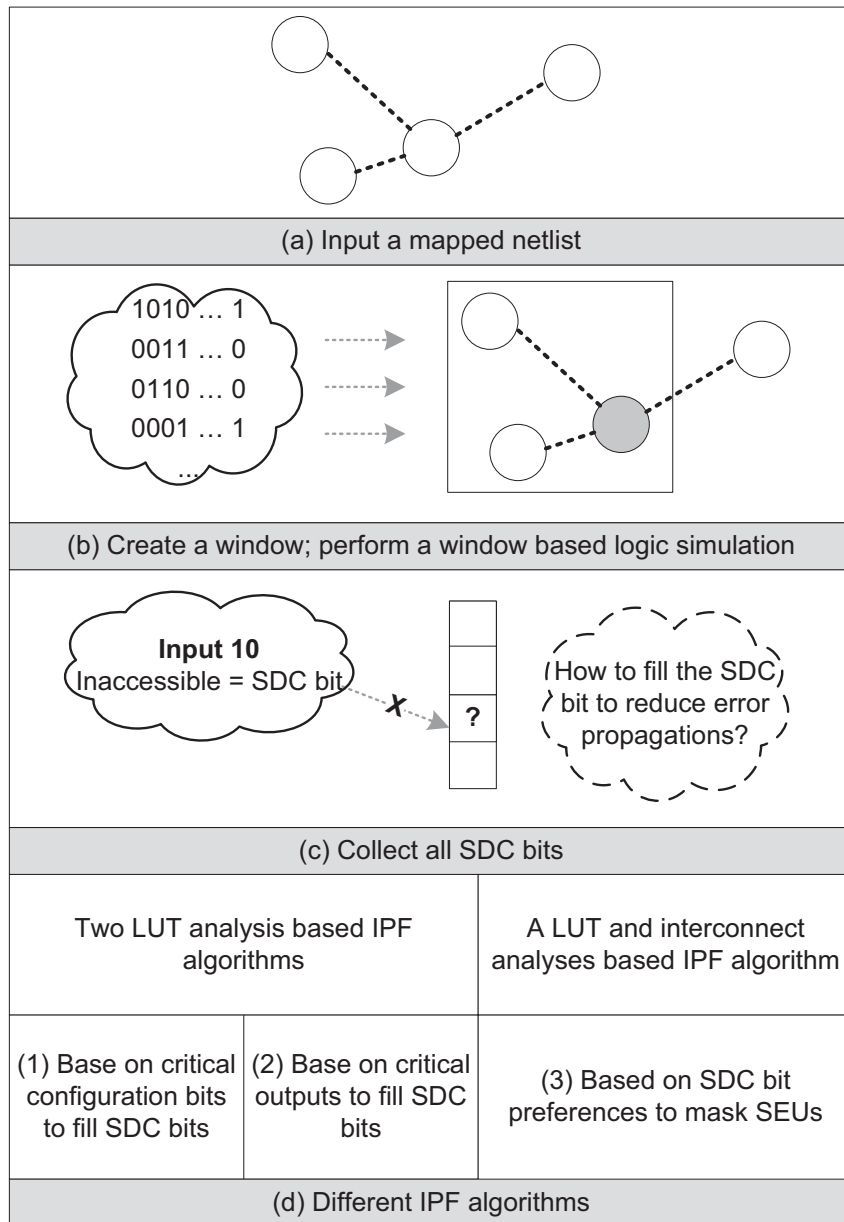 (a) Input a mapped netlist
1010 ... 1
0011 ... 0
0110 ... 0
0001 ... 1
...
(b) Create a window; perform a window based logic simulation
Input 10
Inaccessible = SDC bit
X
?
How to fill the SDC
bit to reduce error
propagations?
(c) Collect all SDC bits
Two LUT analysis based IPF
algorithms
A LUT and interconnect
analyses based IPF algorithm
(1) Base on critical
configuration bits
to fill SDC bits
(2) Base on critical
outputs to fill SDC
bits
(3) Based on SDC bit
preferences to mask SEUs
(d) Different IPF algorithms